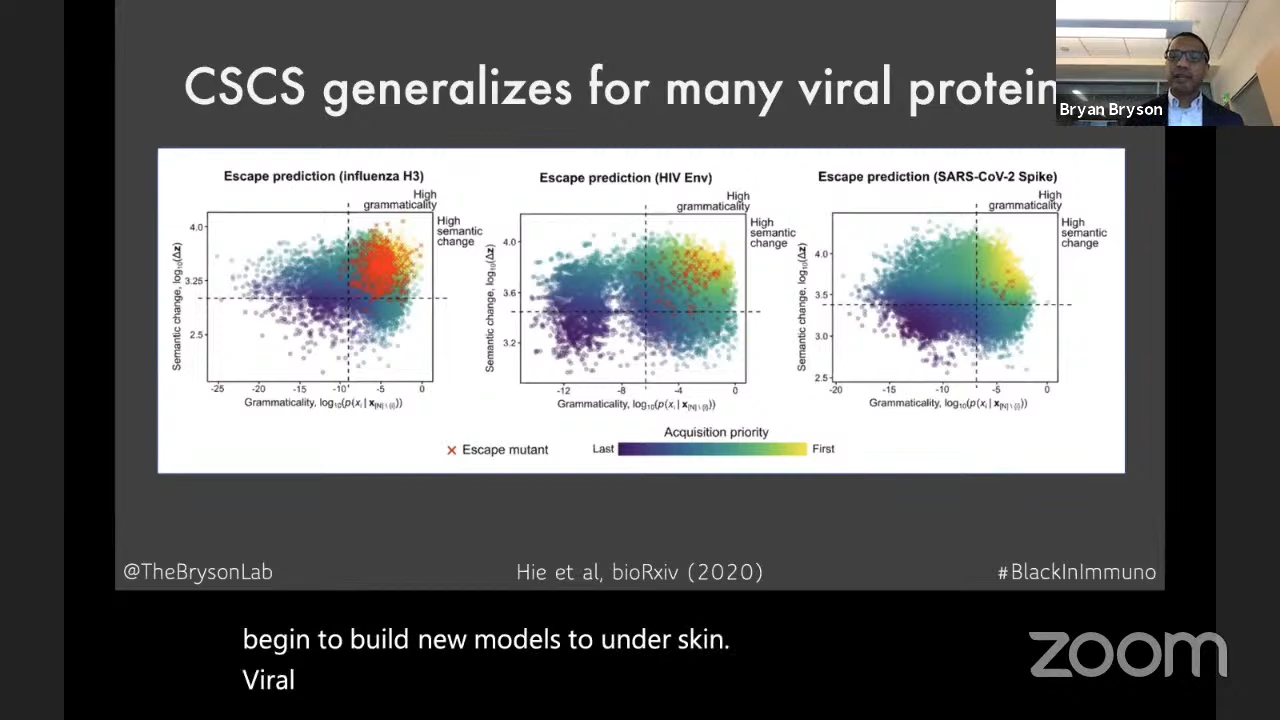 CSCS generalizes for many viral protein
Bryan Bryson
Escape prediction (influenza H3)
High
grammaticality
High
semantic
change
4.0
3.25
2.5
Semantic change, log₁₀(Δz)
-25 -20 -15 -10 -5 0
Grammaticality, log₁₀(p(xᵢ | x[N]\{i}))
Escape prediction (HIV Env)
High
grammaticality
High
semantic
change
4.0
3.6
3.2
Semantic change, log₁₀(Δz)
-12 -8 -4 0
Grammaticality, log₁₀(p(xᵢ | x[N]\{i}))
Escape prediction (SARS-CoV-2 Spike)
High
grammaticality
High
semantic
change
4.0
3.5
3.0
2.5
Semantic change, log₁₀(Δz)
-20 -15 -10 -5 0
Grammaticality, log₁₀(p(xᵢ | x[N]\{i}))
Acquisition priority
× Escape mutant
Last First
@TheBrysonLab
Hie et al, bioRxiv (2020)
#BlackInImmuno
begin to build new models to under skin.
Viral
zoom